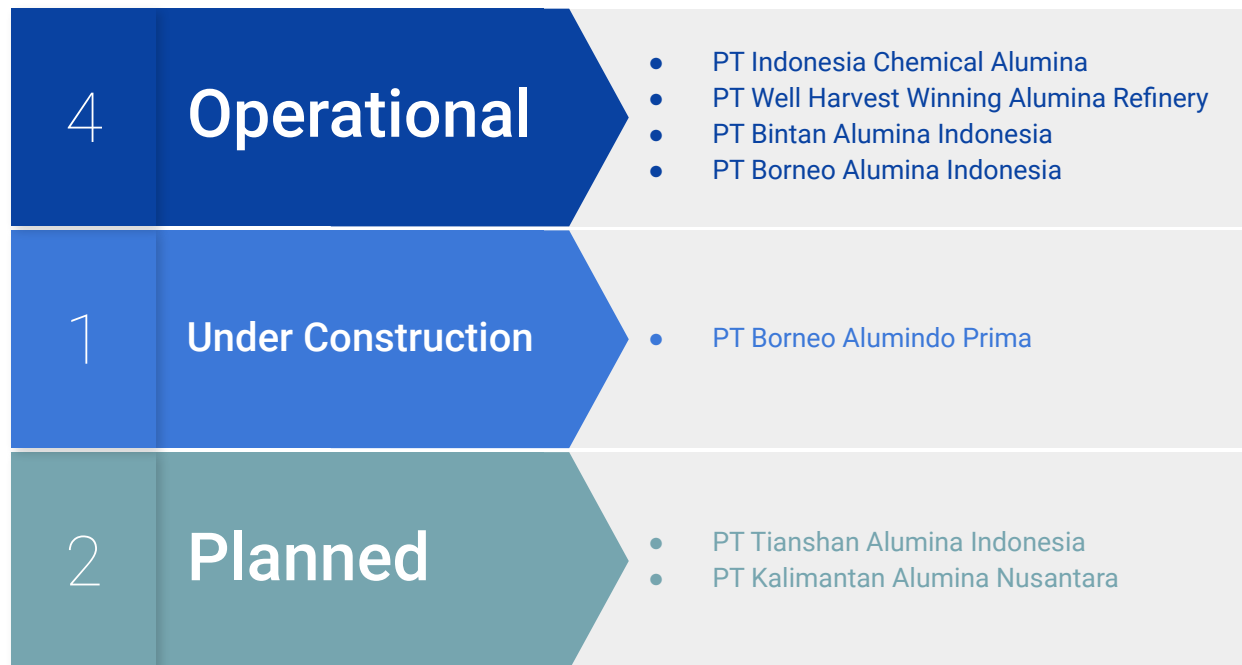 4
Operational
● PT Indonesia Chemical Alumina
● PT Well Harvest Winning Alumina Refinery
● PT Bintan Alumina Indonesia
● PT Borneo Alumina Indonesia
1
Under Construction
● PT Borneo Alumindo Prima
2
Planned
● PT Tianshan Alumina Indonesia
● PT Kalimantan Alumina Nusantara